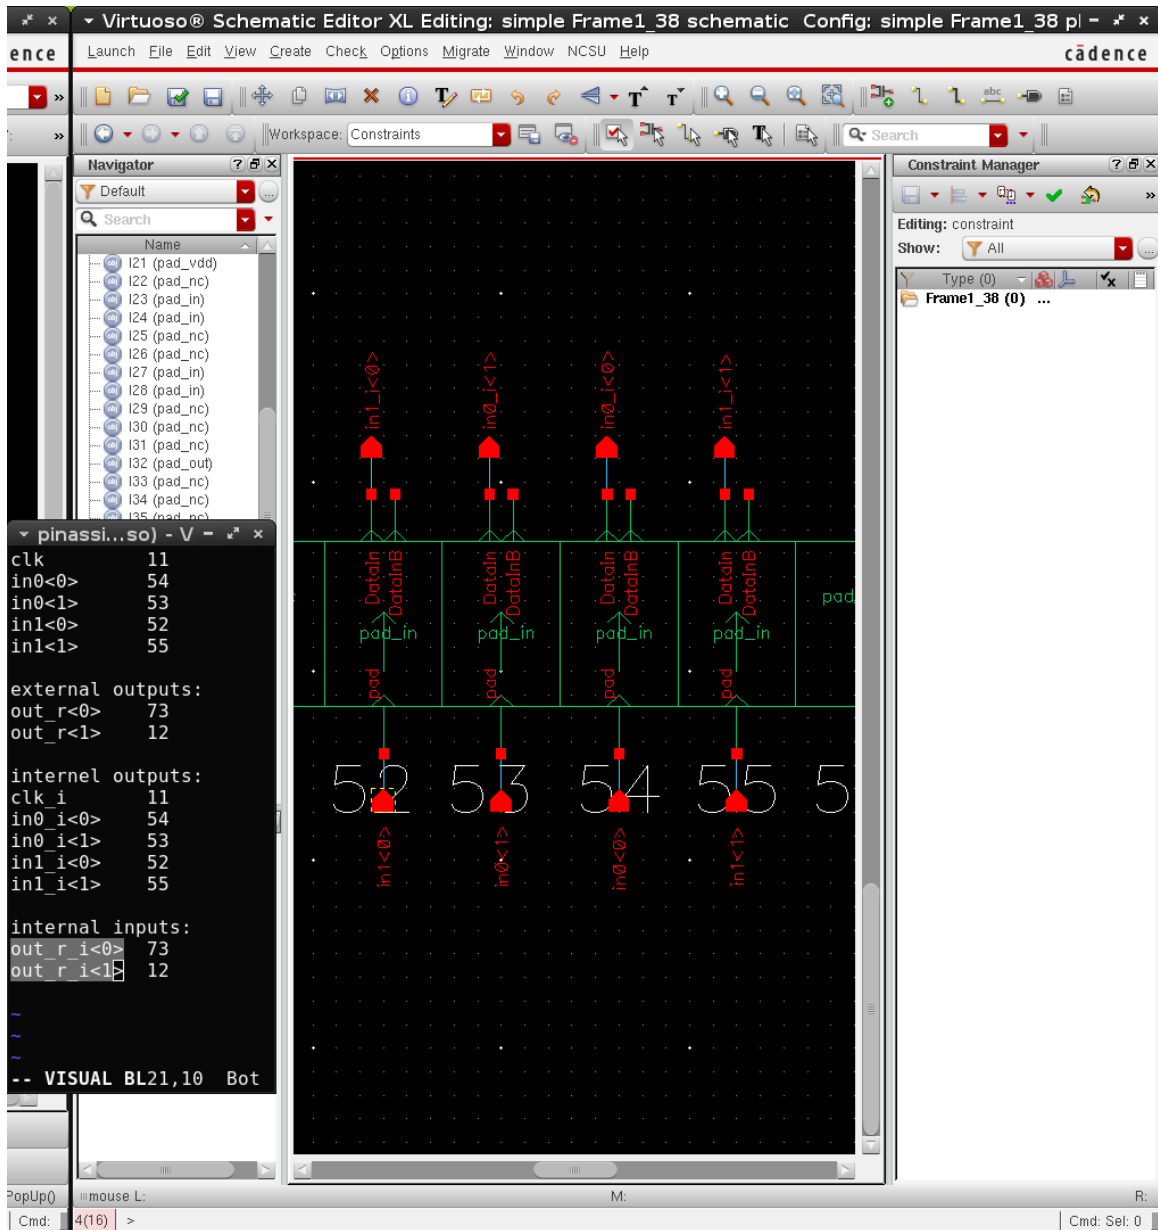 Virtuoso® Schematic Editor XL Editing: simple Frame1_38 schematic Config: simple Frame1_38 pl
ence
Launch File Edit View Create Check Options Migrate Window NCSU Help
cādence
Workspace: Constraints
Search
Navigator
Default
Search
Name
I21 (pad_vdd)
I22 (pad_nc)
I23 (pad_in)
I24 (pad_in)
I25 (pad_nc)
I26 (pad_nc)
I27 (pad_in)
I28 (pad_in)
I29 (pad_nc)
I30 (pad_nc)
I31 (pad_nc)
I32 (pad_out)
I33 (pad_nc)
I34 (pad_nc)
I35 (pad_nc)
pinassi...so) - V
clk 11
in0<0> 54
in0<1> 53
in1<0> 52
in1<1> 55
external outputs:
out_r<0> 73
out_r<1> 12
internel outputs:
clk_i 11
in0_i<0> 54
in0_i<1> 53
in1_i<0> 52
in1_i<1> 55
internal inputs:
out_r_i<0> 73
out_r_i<1> 12
~
~
~
-- VISUAL BL21,10 Bot
in1_i<0> in0_i<1> in0_i<0> in1_i<1>
DataIn DataInB DataIn DataInB DataIn DataInB DataIn DataInB
pad_in pad_in pad_in pad_in pad
pad pad pad pad
52 53 54 55 5
in1<0> in0<1> in0<0> in1<1>
Constraint Manager
Editing: constraint
Show: All
Type (0)
Frame1_38 (0) ...
PopUp() mouse L: M: R:
Cmd: 4(16) > Cmd: Sel: 0